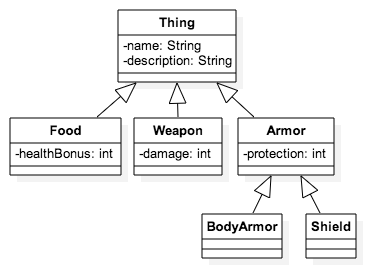 Thing
-name: String
-description: String
Food
-healthBonus: int
Weapon
-damage: int
Armor
-protection: int
BodyArmor
Shield